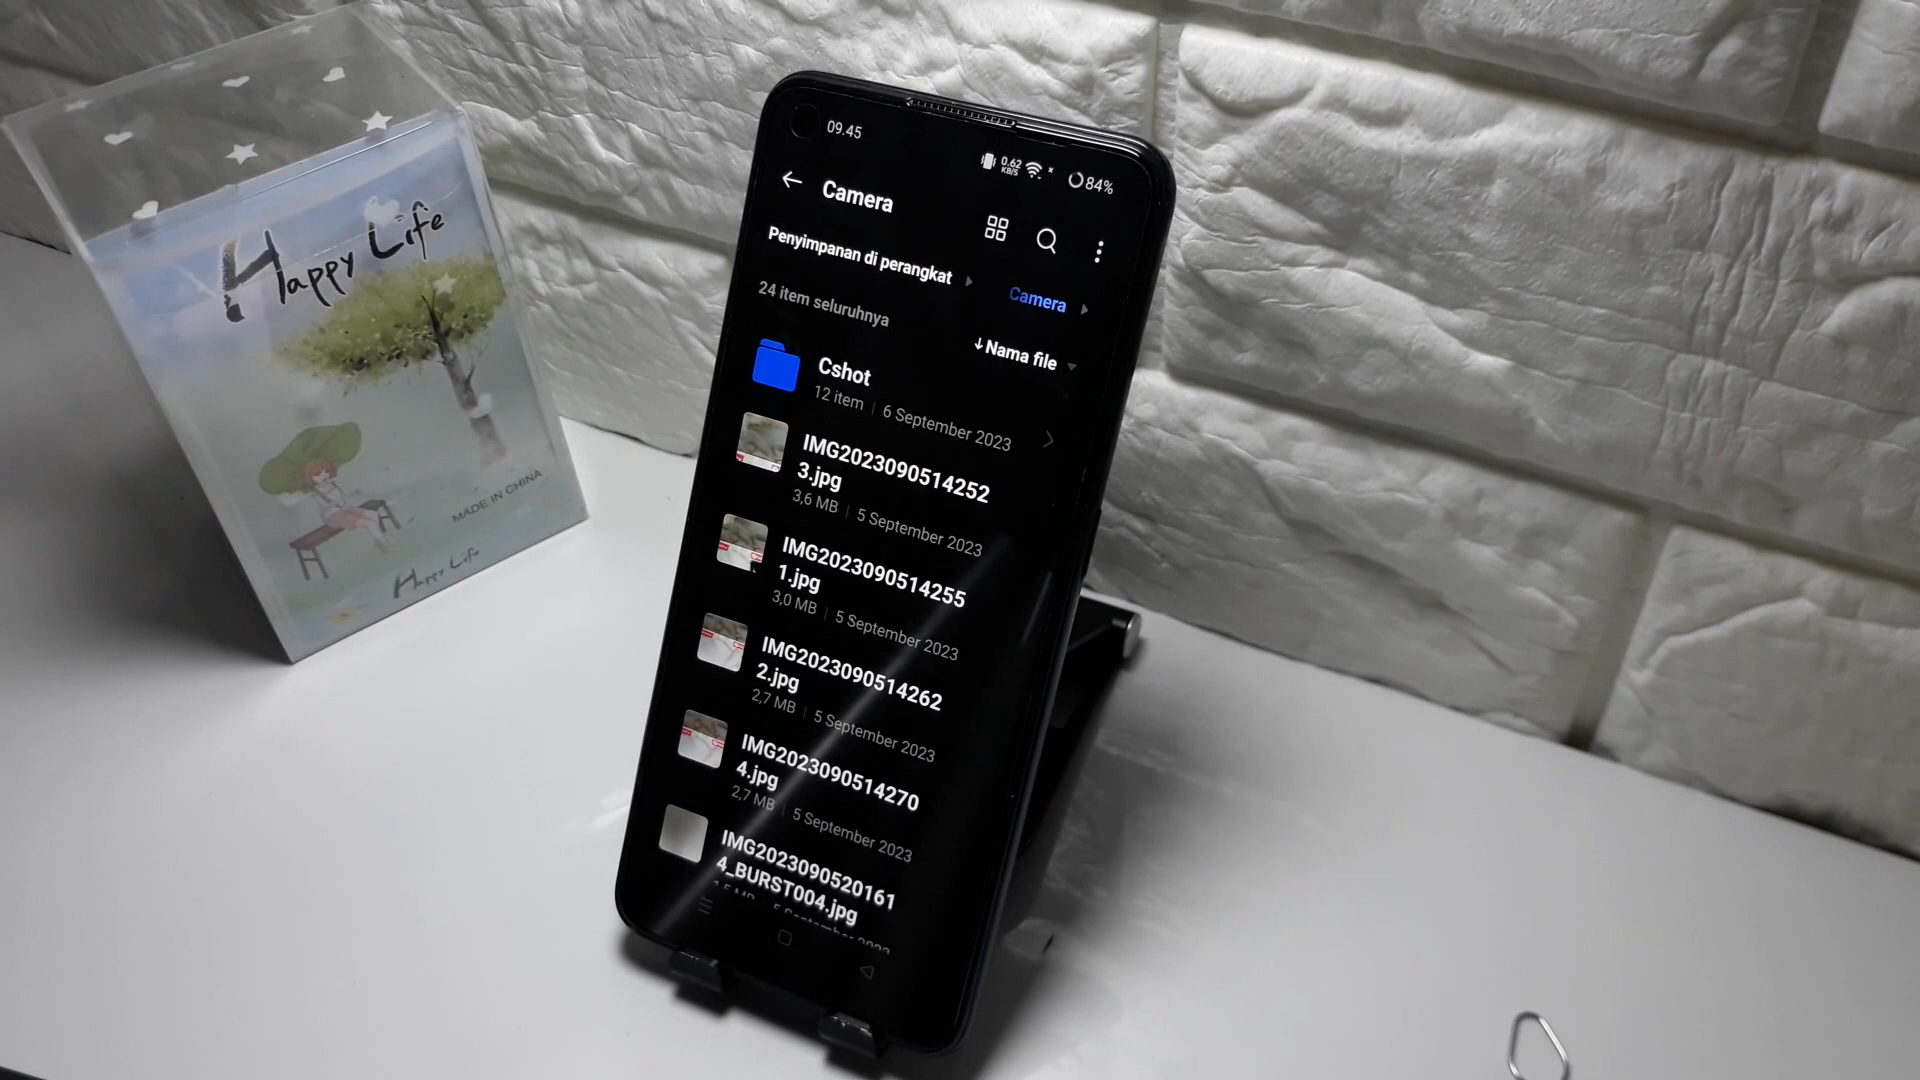 Happy Life
MADE IN CHINA
Happy Life
09.45
0.62
KB/S
84%
Camera
Penyimpanan di perangkat
Camera
24 item seluruhnya
Nama file
Cshot
12 item | 6 September 2023
IMG2023090514252
3.jpg
3,6 MB | 5 September 2023
IMG2023090514255
1.jpg
3,0 MB | 5 September 2023
IMG2023090514262
2.jpg
2,7 MB | 5 September 2023
IMG2023090514270
4.jpg
2,7 MB | 5 September 2023
IMG2023090520161
4_BURST004.jpg
5 September 2023